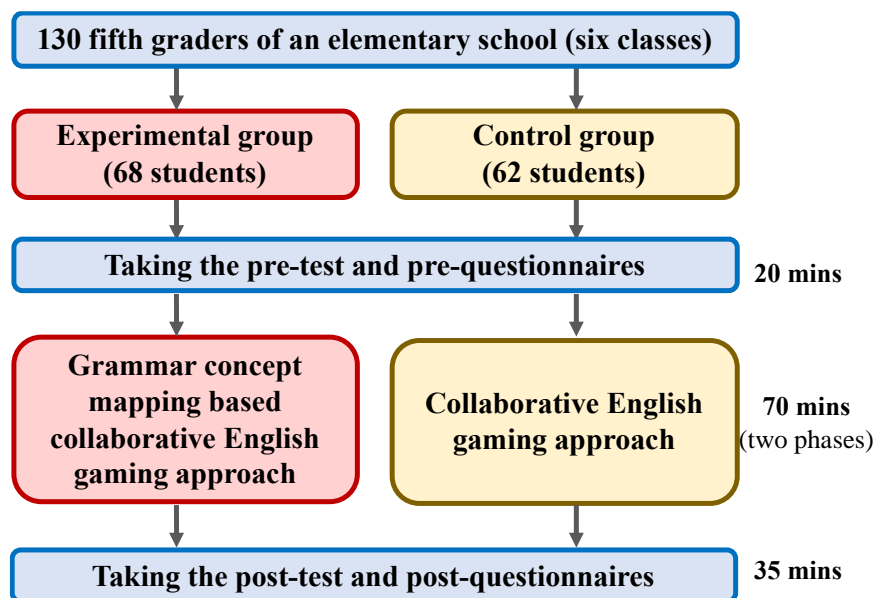 130 fifth graders of an elementary school (six classes)
Experimental group
(68 students)
Control group
(62 students)
Taking the pre-test and pre-questionnaires
20 mins
Grammar concept
mapping based
collaborative English
gaming approach
Collaborative English
gaming approach
70 mins
(two phases)
Taking the post-test and post-questionnaires
35 mins